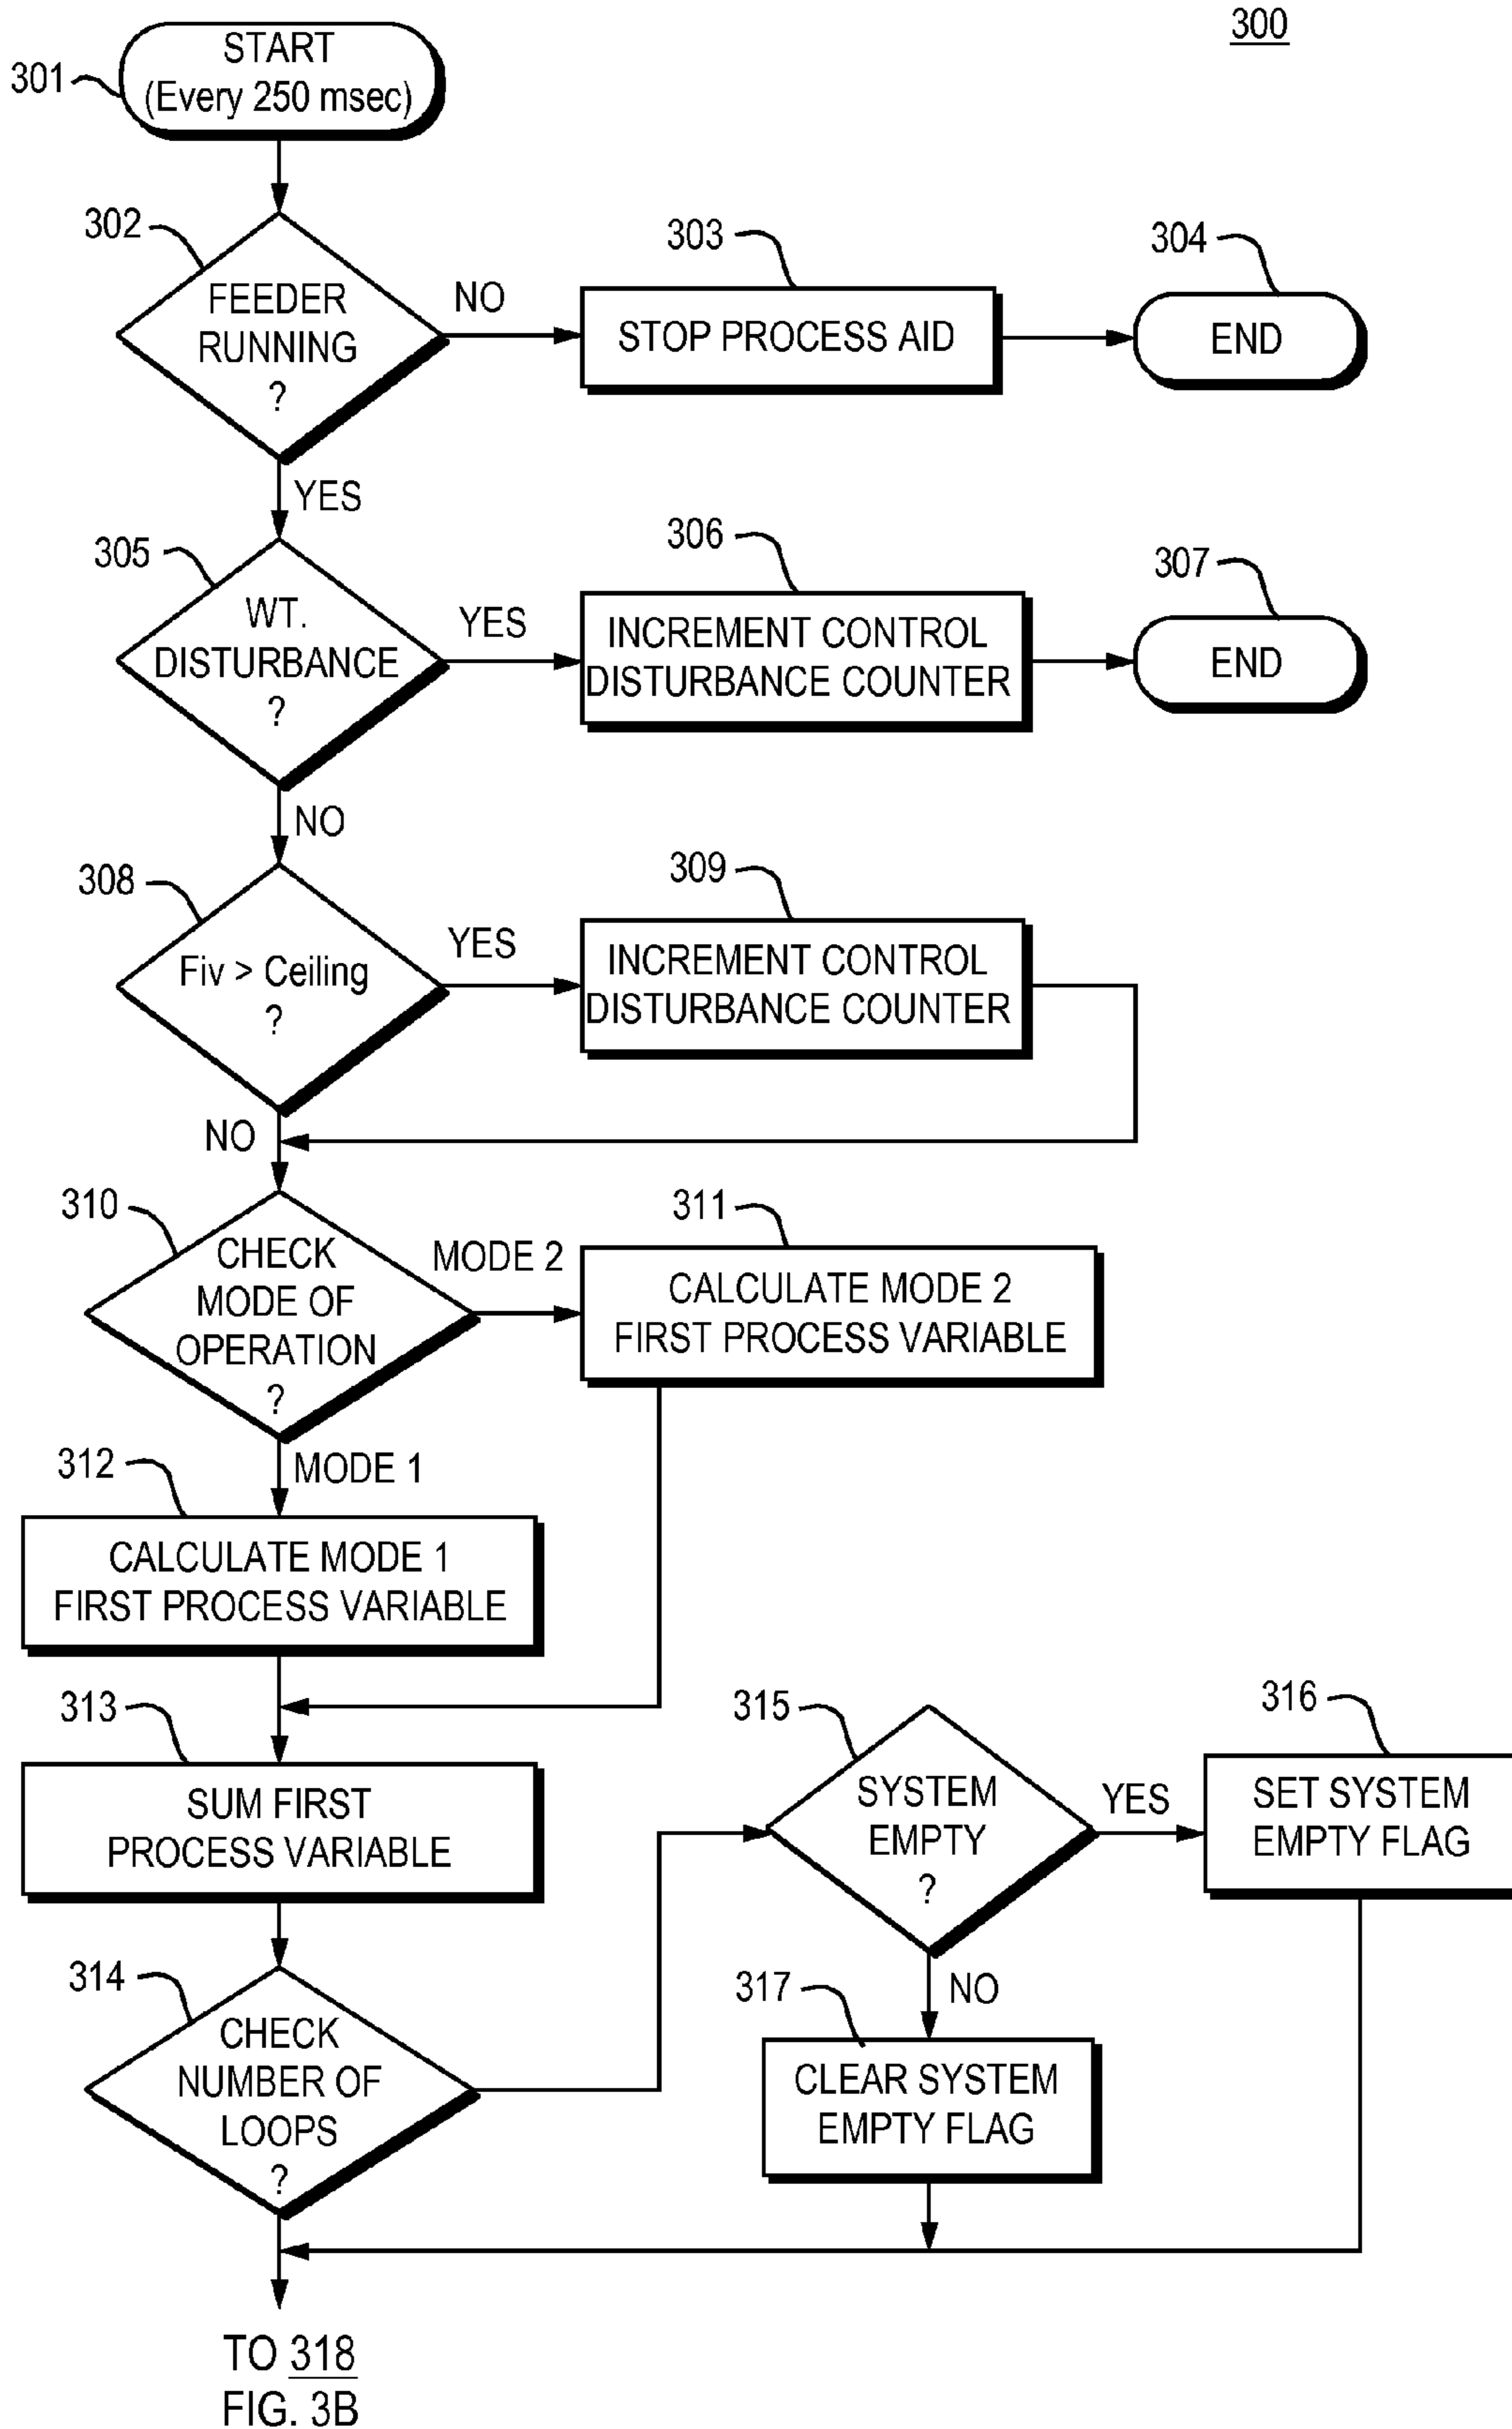 300
START
(Every 250 msec)
301
302
FEEDER
RUNNING
?
NO
303
STOP PROCESS AID
304
END
YES
305
WT.
DISTURBANCE
?
YES
306
INCREMENT CONTROL
DISTURBANCE COUNTER
307
END
NO
308
Fiv > Ceiling
?
YES
309
INCREMENT CONTROL
DISTURBANCE COUNTER
NO
310
CHECK
MODE OF
OPERATION
?
MODE 2
311
CALCULATE MODE 2
FIRST PROCESS VARIABLE
MODE 1
312
CALCULATE MODE 1
FIRST PROCESS VARIABLE
313
SUM FIRST
PROCESS VARIABLE
314
CHECK
NUMBER OF
LOOPS
?
315
SYSTEM
EMPTY
?
YES
316
SET SYSTEM
EMPTY FLAG
NO
317
CLEAR SYSTEM
EMPTY FLAG
TO 318
FIG. 3B